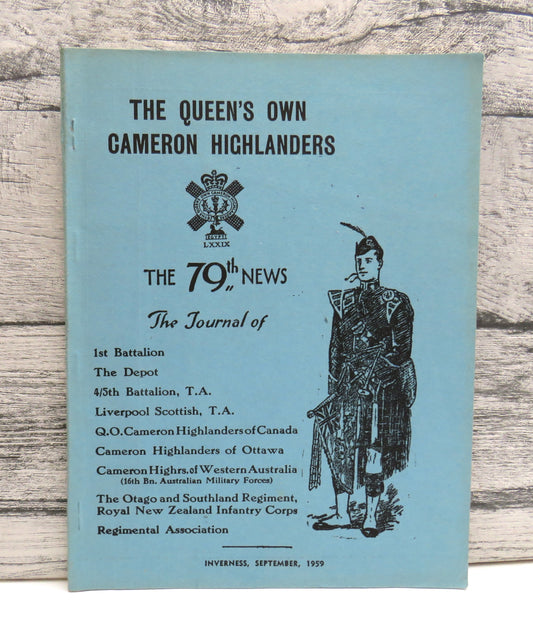 THE QUEEN'S OWN
CAMERON HIGHLANDERS
EGYPT
LXXIX
THE 79th NEWS
The Journal of
1st Battalion
The Depot
4/5th Battalion, T.A.
Liverpool Scottish, T.A.
Q.O. Cameron Highlanders of Canada
Cameron Highlanders of Ottawa
Cameron Highrs. of Western Australia
(16th Bn. Australian Military Forces)
The Otago and Southland Regiment,
Royal New Zealand Infantry Corps
Regimental Association
INVERNESS, SEPTEMBER, 1959